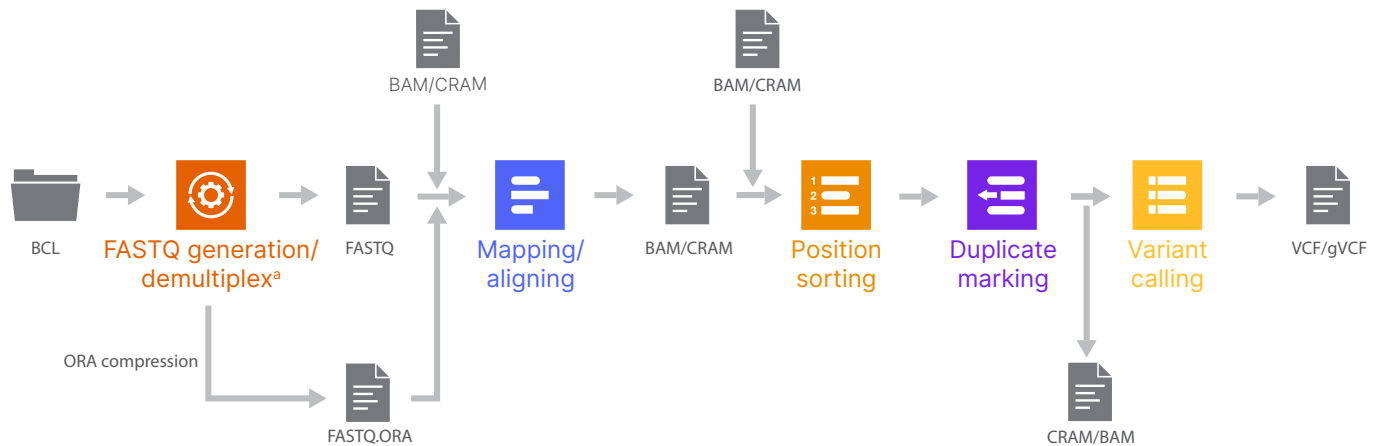 BAM/CRAM
BAM/CRAM
1
2
3
BCL
FASTQ generation/
demultiplexᵃ
FASTQ
Mapping/
aligning
BAM/CRAM
Position
sorting
Duplicate
marking
Variant
calling
VCF/gVCF
ORA compression
FASTQ.ORA
CRAM/BAM